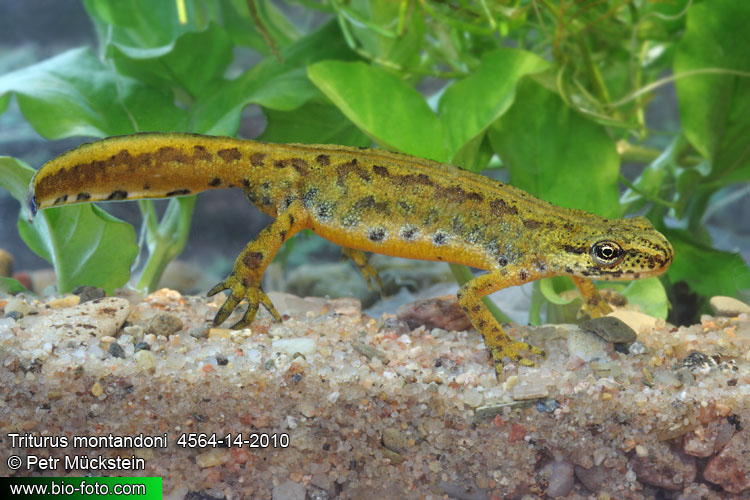 Triturus montandoni 4564-14-2010
© Petr Mückstein
www.bio-foto.com